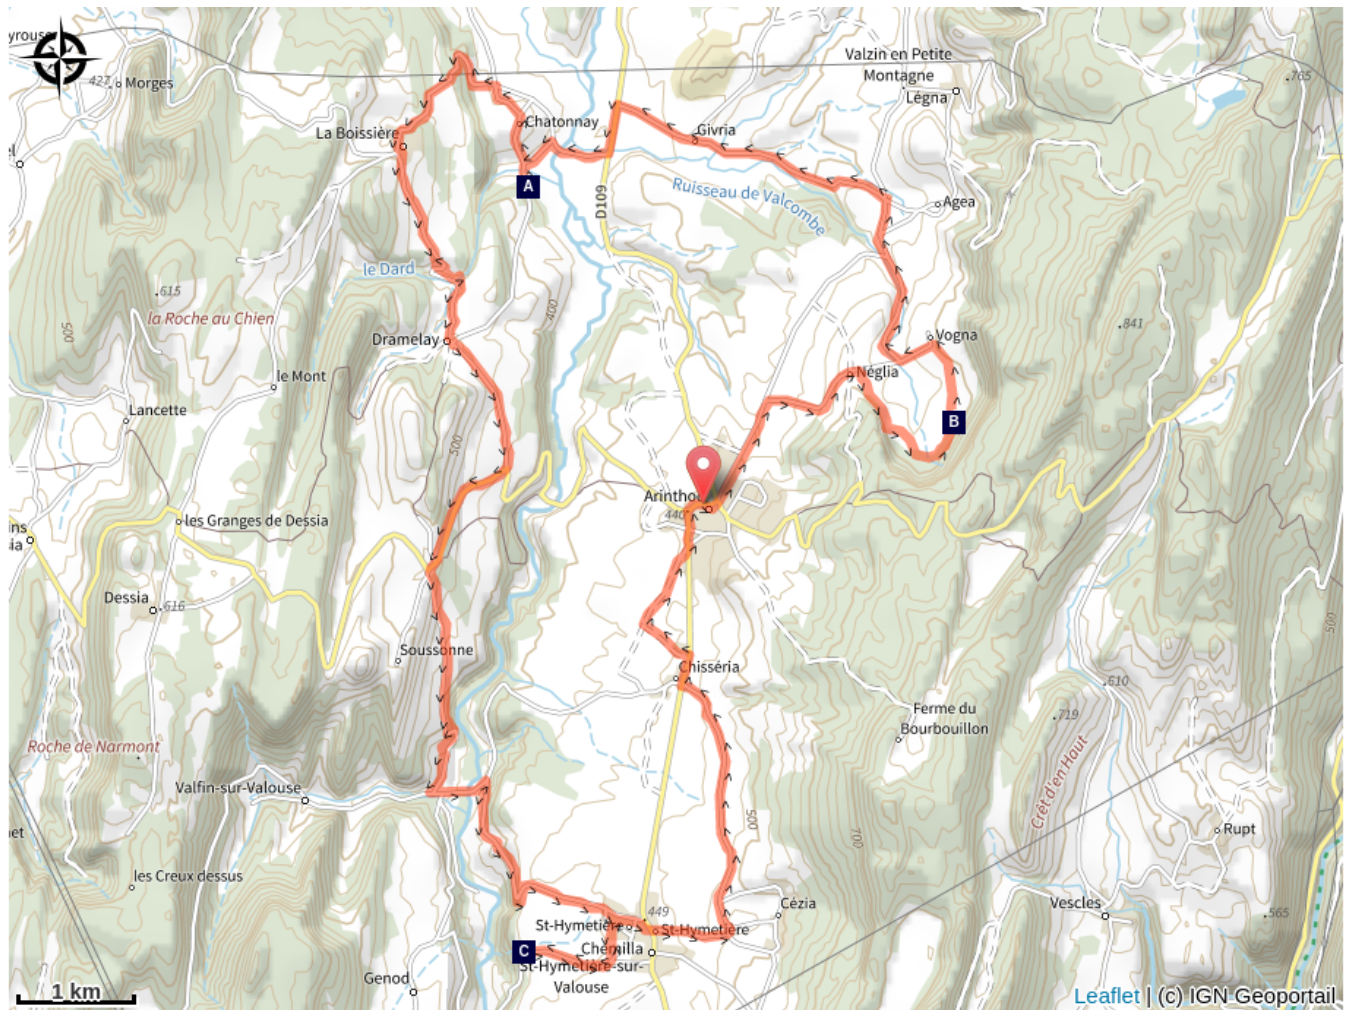 Valzin en Petite
Montagne
427
Morges
765
Légna
Chatonnay
Givria
La Boissière
A
Ruisseau de Valcombe
Agea
D109
le Dard
615
la Roche au Chien
400
500
841
Vogna
Dramelay
le Mont
Néglia
Lancette
B
500
440
les Granges de Dessia
Dessia
616
500
Soussonne
Chisséria
610
Ferme du
Bourbouillon
719
Roche de Narmont
Crêt d'en Haut
Valfin-sur-Valouse
500
700
Rupt
les Creux dessus
Cézia
Vescles
449
565
St-Hymetière
St-Hymetière
C
Chemilla
St-Hymetière-sur-
Valouse
Genod
1 km
Leaflet | (c) IGN Geoportail